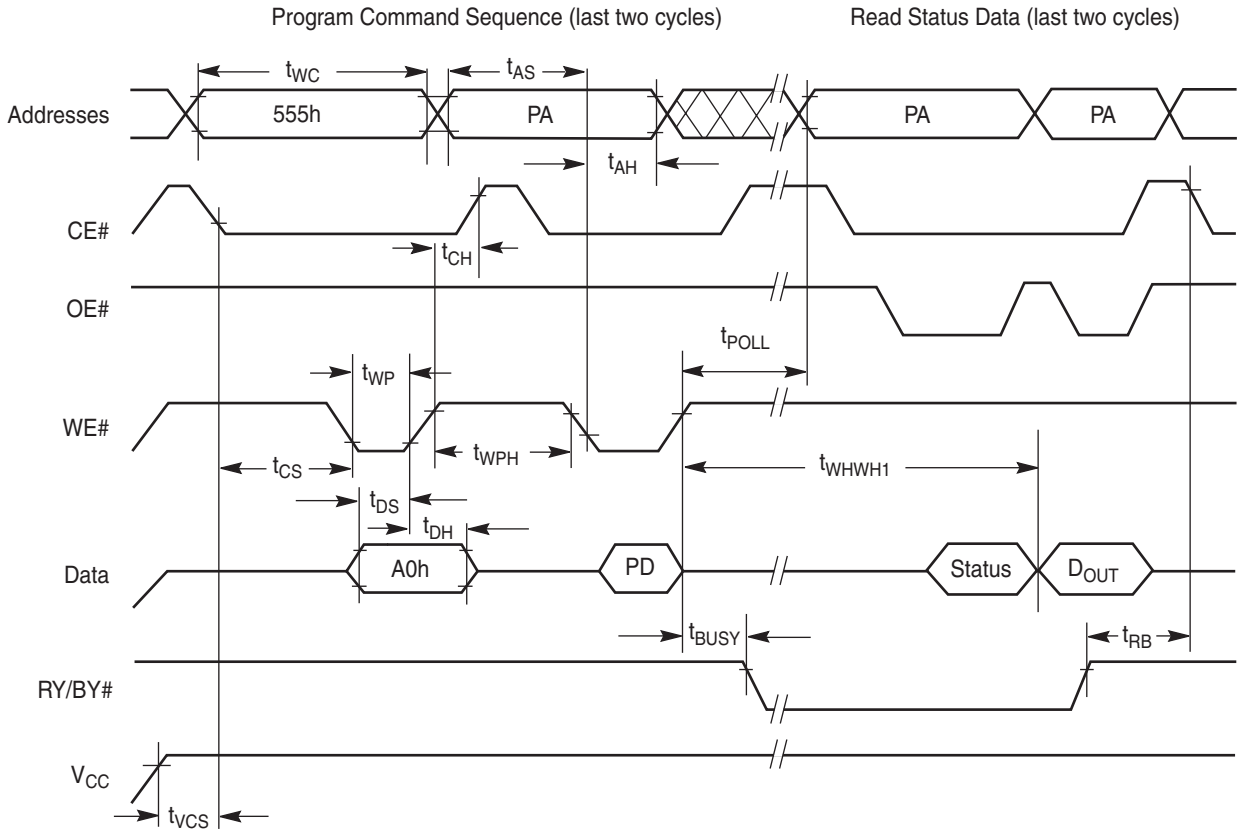 Program Command Sequence (last two cycles) Read Status Data (last two cycles)
tWC tAS
Addresses 555h PA PA PA
tAH
CE#
tCH
OE#
tPOLL
tWP
WE#
tCS tWPH tWHWH1
tDS
tDH
Data A0h PD Status DOUT
tBUSY tRB
RY/BY#
VCC
tVCS